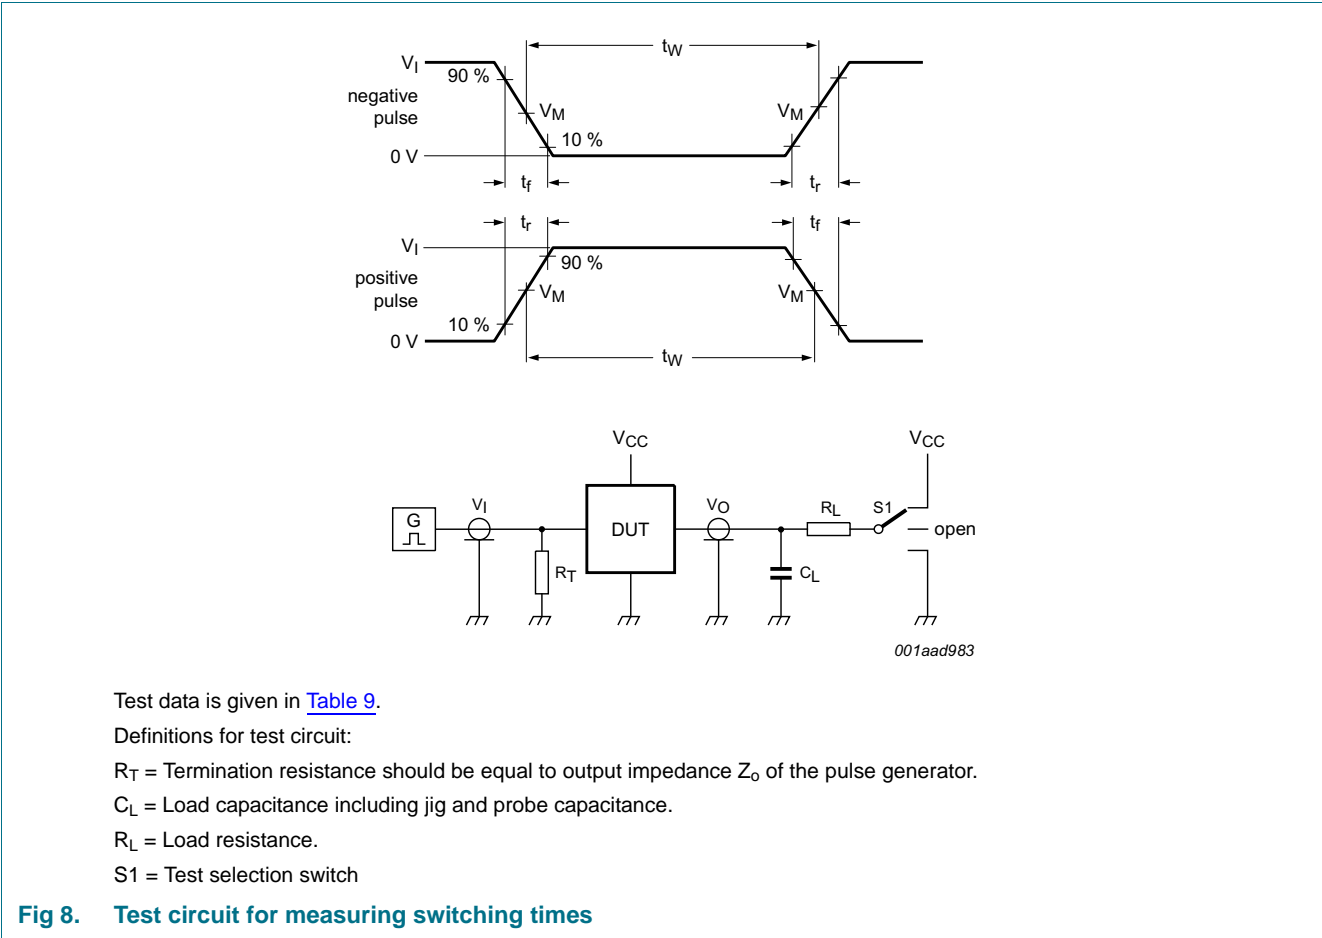 tW
VI
90 %
negative
pulse
VM
VM
10 %
0 V
tf
tr
tr
tf
VI
90 %
positive
pulse
VM
VM
10 %
0 V
tW
VCC
VCC
VI
VO
RL
S1
G
DUT
open
RT
CL
001aad983
Test data is given in Table 9.
Definitions for test circuit:
RT = Termination resistance should be equal to output impedance Zo of the pulse generator.
CL = Load capacitance including jig and probe capacitance.
RL = Load resistance.
S1 = Test selection switch
Fig 8. Test circuit for measuring switching times